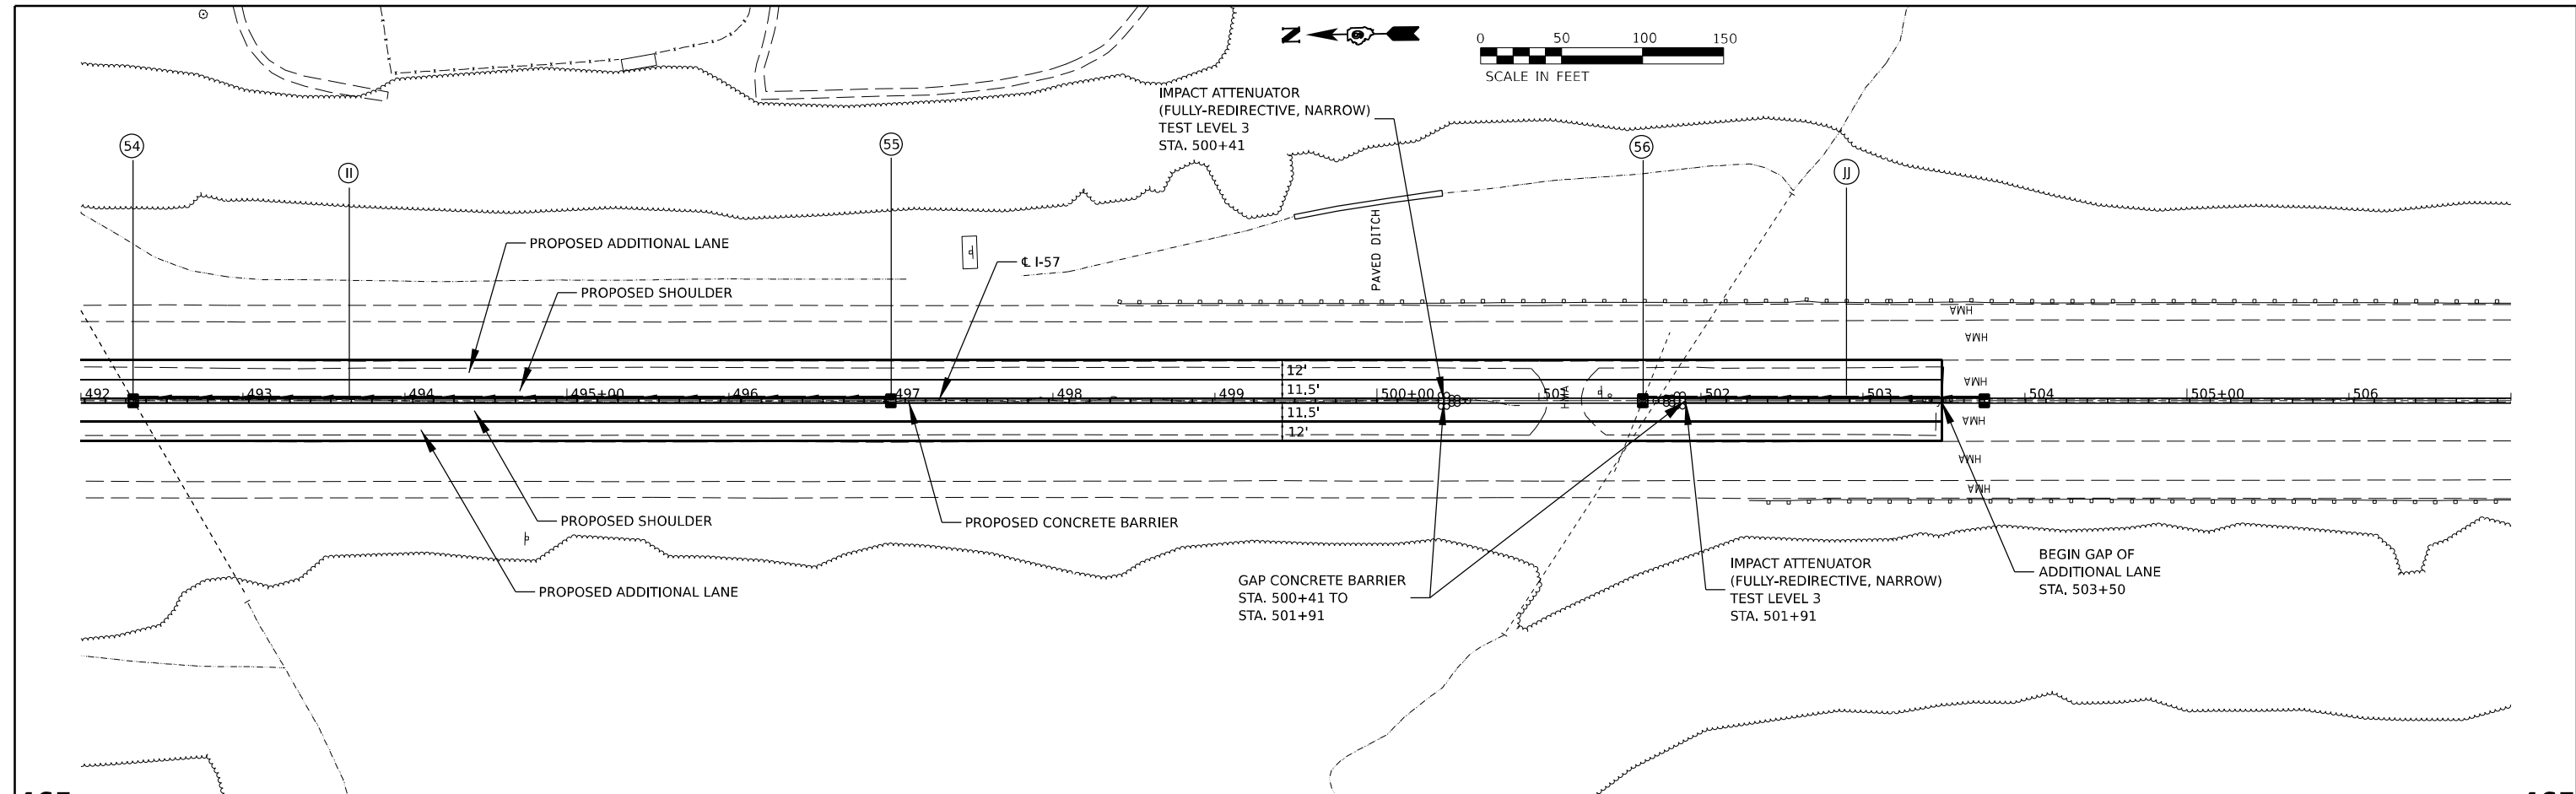 N
0 50 100 150
SCALE IN FEET
IMPACT ATTENUATOR
(FULLY-REDIRECTIVE, NARROW)
TEST LEVEL 3
STA. 500+41
54
II
55
56
JJ
PAVED DITCH
PROPOSED ADDITIONAL LANE
℄ I-57
PROPOSED SHOULDER
HMA
HMA
12'
HMA
11.5'
492 493 494 495+00 496 497 498 499 500+00 501 502 503 504 505+00 506
HMA
11.5'
HMA
12'
HMA
HMA
PROPOSED SHOULDER
PROPOSED CONCRETE BARRIER
PROPOSED ADDITIONAL LANE
GAP CONCRETE BARRIER
STA. 500+41 TO
STA. 501+91
IMPACT ATTENUATOR
(FULLY-REDIRECTIVE, NARROW)
TEST LEVEL 3
STA. 501+91
BEGIN GAP OF
ADDITIONAL LANE
STA. 503+50